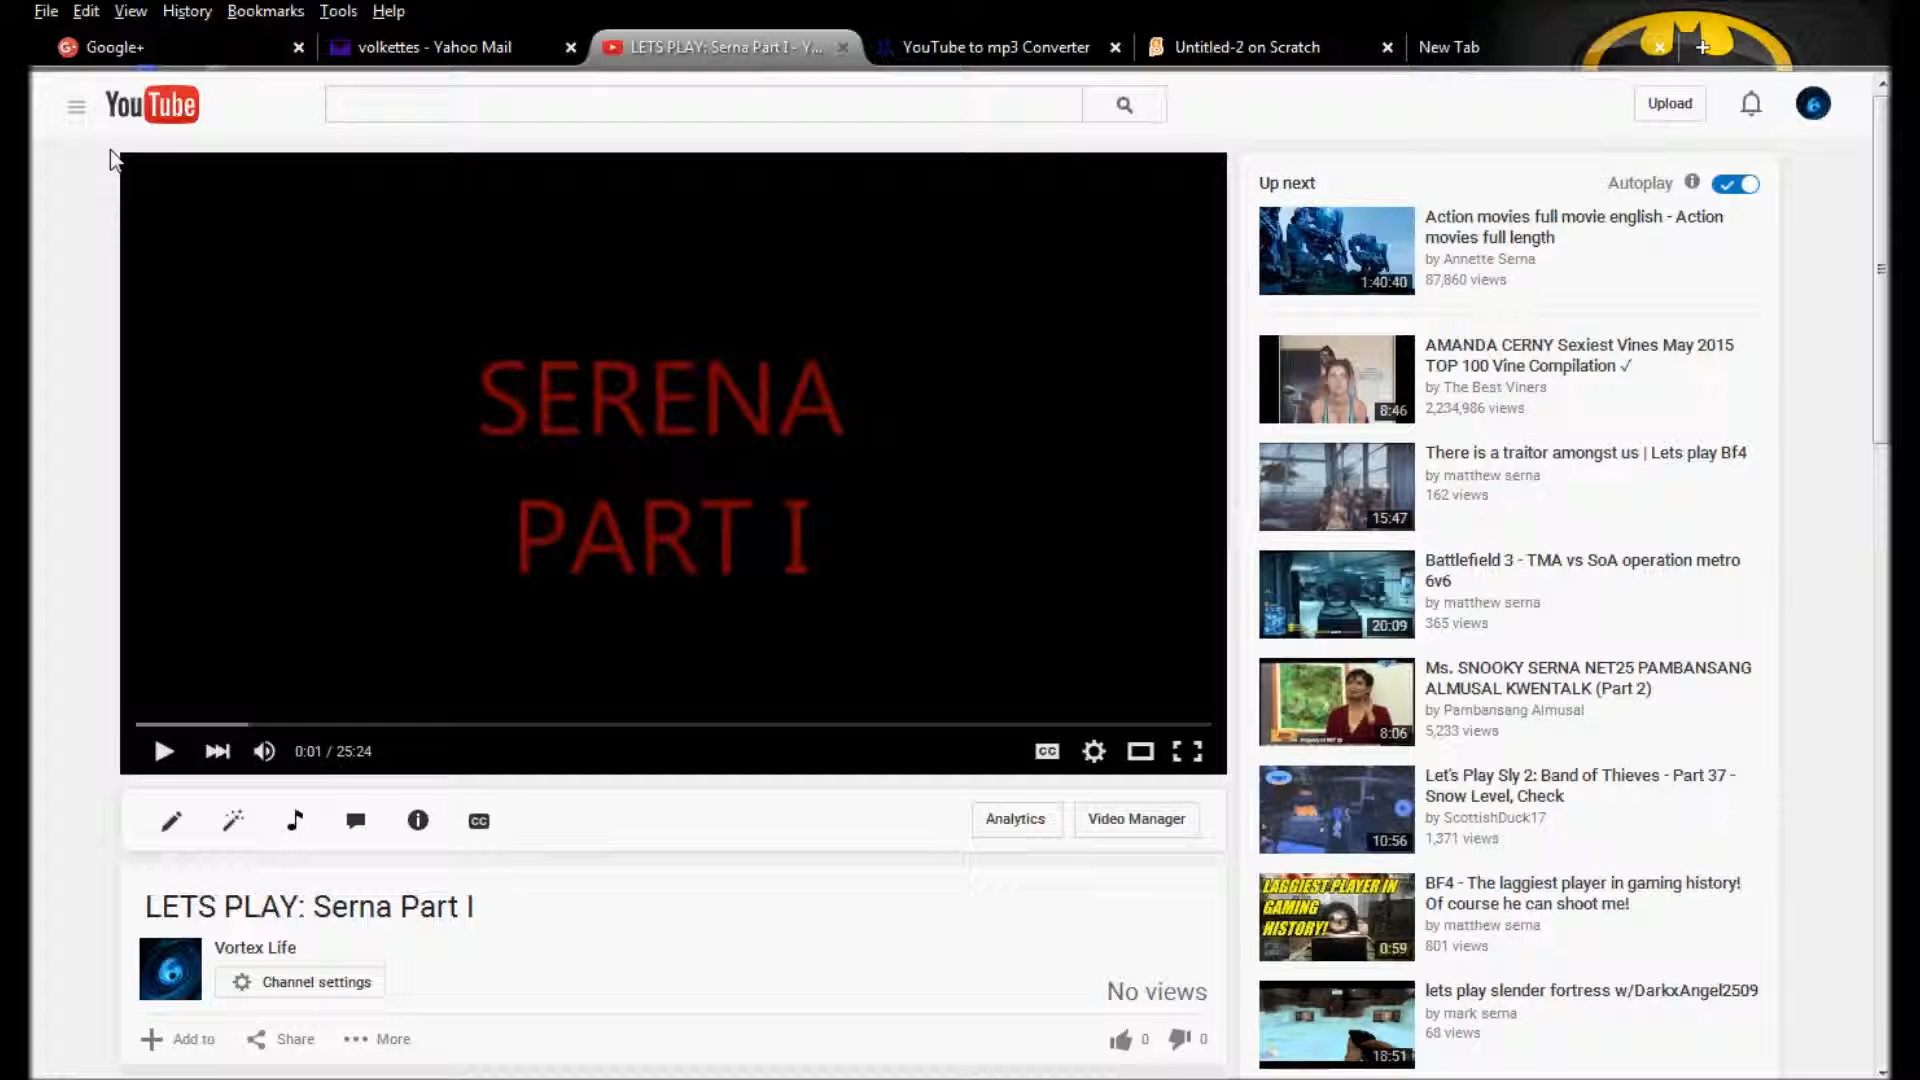 File Edit View History Bookmarks Tools Help
Google+ volkettes - Yahoo Mail LETS PLAY: Serna Part I - Y... YouTube to mp3 Converter Untitled-2 on Scratch New Tab
YouTube Upload
SERENA
PART I
0:01 / 25:24
CC
CC
Analytics Video Manager
LETS PLAY: Serna Part I
Vortex Life
Channel settings
No views
Add to Share More 0 0
Up next Autoplay
Action movies full movie english - Action
movies full length
by Annette Serna
87,860 views
1:40:40
AMANDA CERNY Sexiest Vines May 2015
TOP 100 Vine Compilation ✓
by The Best Viners
2,234,986 views
8:46
There is a traitor amongst us | Lets play Bf4
by matthew serna
162 views
15:47
Battlefield 3 - TMA vs SoA operation metro
6v6
by matthew serna
365 views
20:09
Ms. SNOOKY SERNA NET25 PAMBANSANG
ALMUSAL KWENTALK (Part 2)
by Pambansang Almusal
5,233 views
8:06
Let's Play Sly 2: Band of Thieves - Part 37 -
Snow Level, Check
by ScottishDuck17
1,371 views
10:56
LAGGIEST PLAYER IN
GAMING
HISTORY!
BF4 - The laggiest player in gaming history!
Of course he can shoot me!
by matthew serna
801 views
0:59
lets play slender fortress w/DarkxAngel2509
by mark serna
68 views
18:51